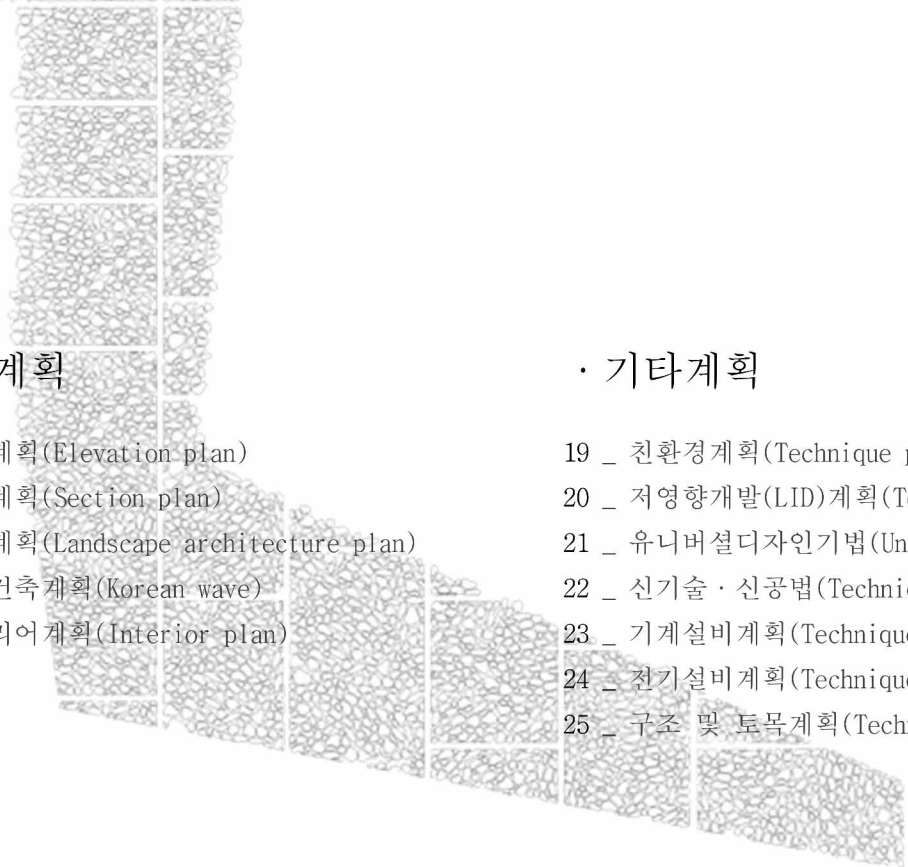 계획
계획(Elevation plan)
계획(Section plan)
계획(Landscape architecture plan)
건축계획(Korean wave)
리어계획(Interior plan)
· 기타계획
19 _ 친환경계획(Technique p
20 _ 저영향개발(LID)계획(Te
21 _ 유니버셜디자인기법(Un
22 _ 신기술 · 신공법(Techni
23 _ 기계설비계획(Technique
24 _ 전기설비계획(Technique
25 _ 구조 및 토목계획(Tech